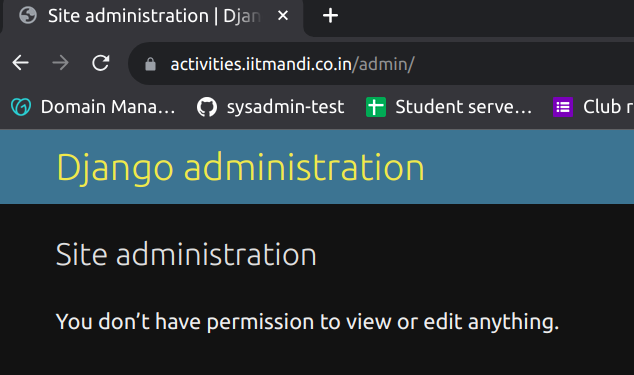 Site administration | Djan
activities.iitmandi.co.in/admin/
Domain Mana... sysadmin-test Student serve... Club r
Django administration
Site administration
You don’t have permission to view or edit anything.